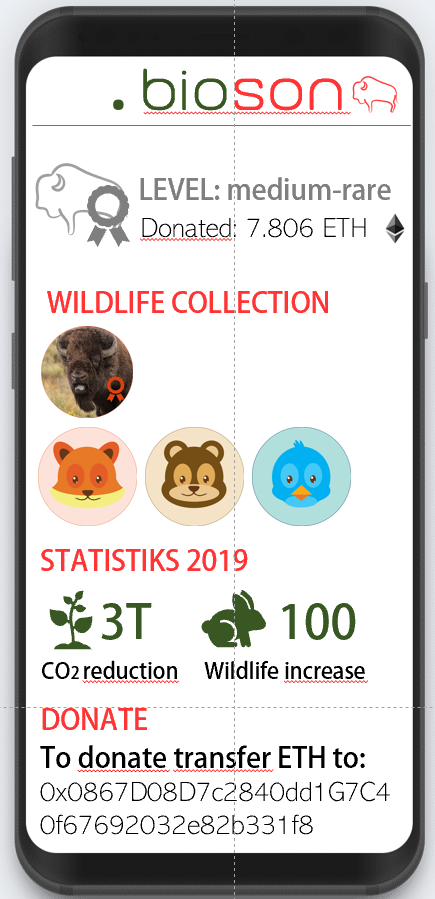 .bioson
LEVEL: medium-rare
Donated: 7.806 ETH
WILDLIFE COLLECTION
STATISTIKS 2019
3T 100
CO2 reduction Wildlife increase
DONATE
To donate transfer ETH to:
0x0867D08D7c2840dd1G7C4
0f67692032e82b331f8